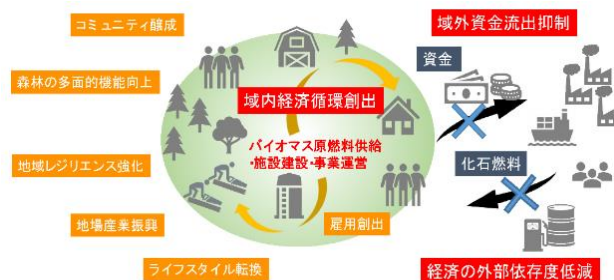 コミュニティ醸成
域外資金流出抑制
資金
森林の多面的機能向上
域内経済循環創出
バイオマス原燃料供給
・施設建設・事業運営
地域レジリエンス強化
化石燃料
地場産業振興
雇用創出
ライフスタイル転換
経済の外部依存度低減